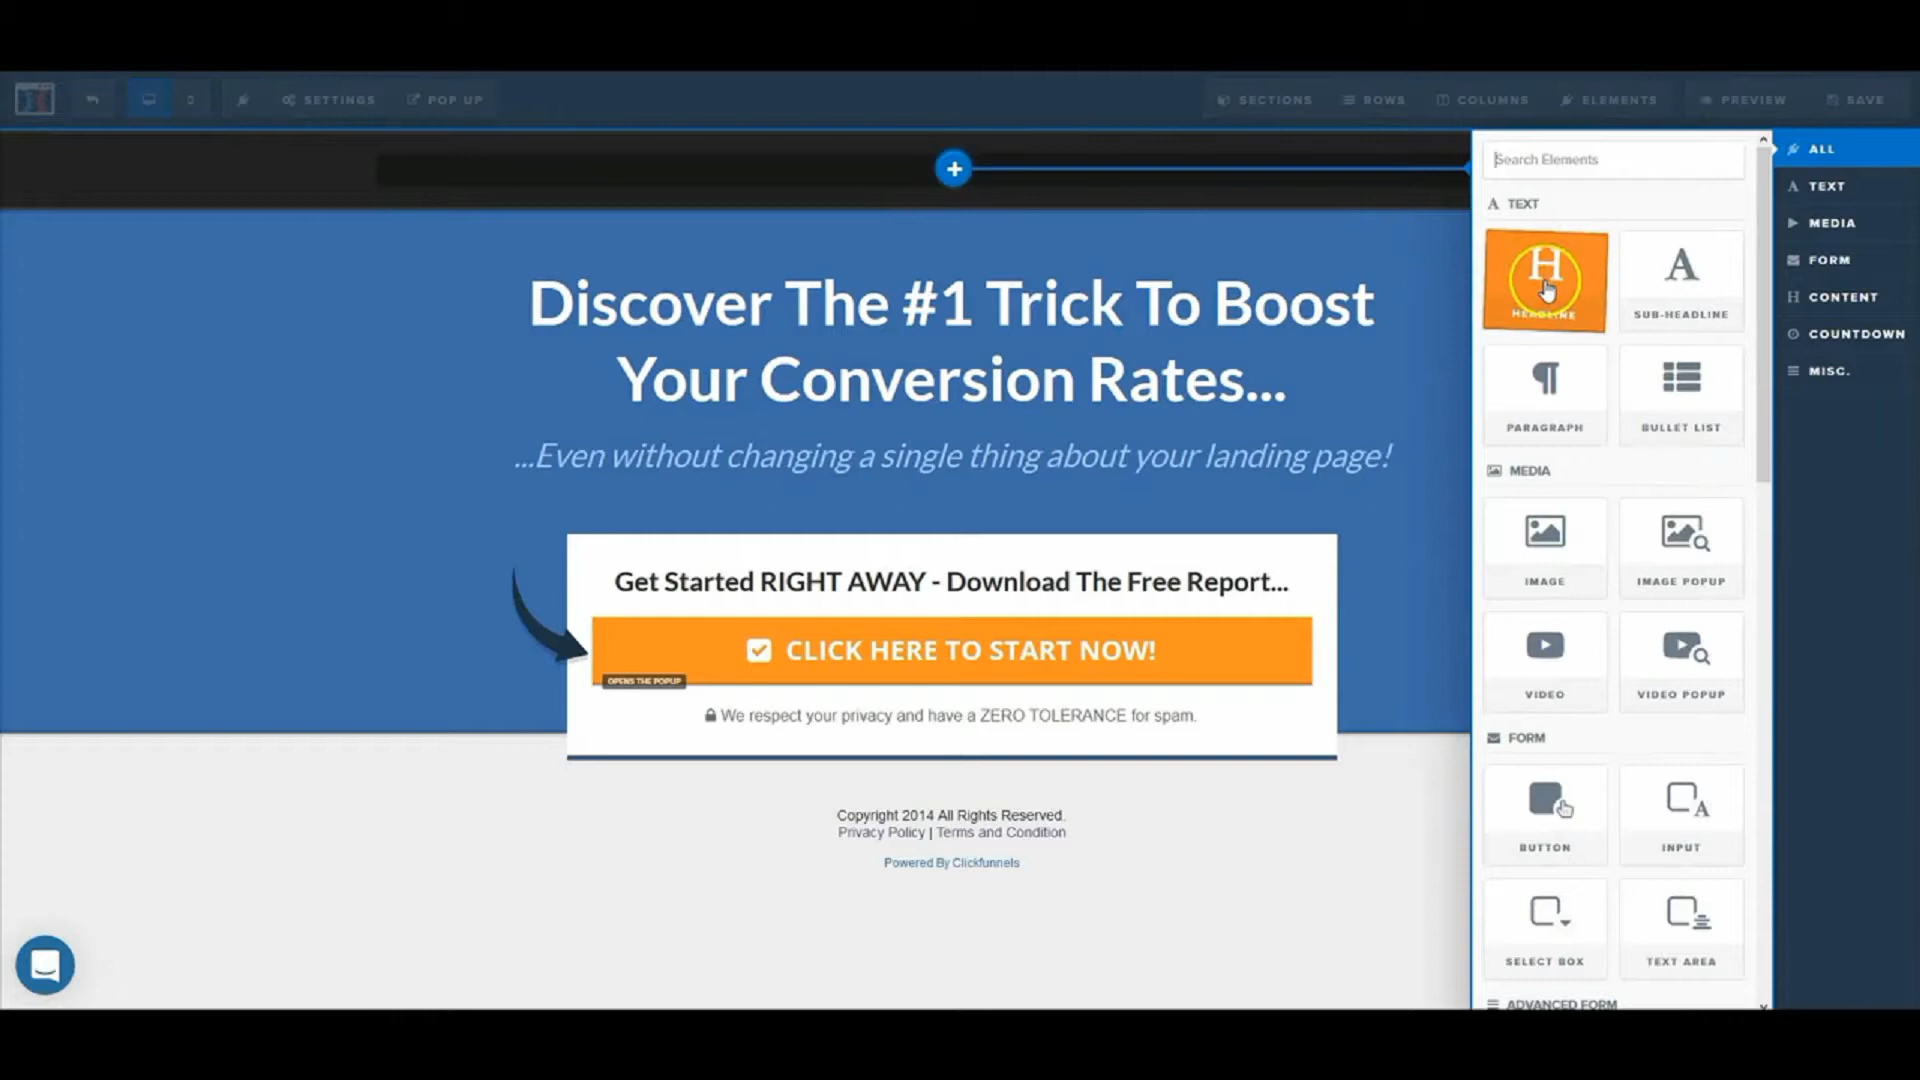 SETTINGS
POP UP
SECTIONS
ROWS
COLUMNS
ELEMENTS
PREVIEW
SAVE
Discover The #1 Trick To Boost
Your Conversion Rates...
...Even without changing a single thing about your landing page!
Get Started RIGHT AWAY - Download The Free Report...
CLICK HERE TO START NOW!
OPENS THE POPUP
We respect your privacy and have a ZERO TOLERANCE for spam.
Copyright 2014 All Rights Reserved.
Privacy Policy | Terms and Condition
Powered By Clickfunnels
Search Elements
A TEXT
H
HEADLINE
A
SUB-HEADLINE
¶
PARAGRAPH
BULLET LIST
MEDIA
IMAGE
IMAGE POPUP
VIDEO
VIDEO POPUP
FORM
BUTTON
A
INPUT
SELECT BOX
TEXT AREA
ADVANCED FORM
ALL
A TEXT
MEDIA
FORM
H CONTENT
COUNTDOWN
MISC.